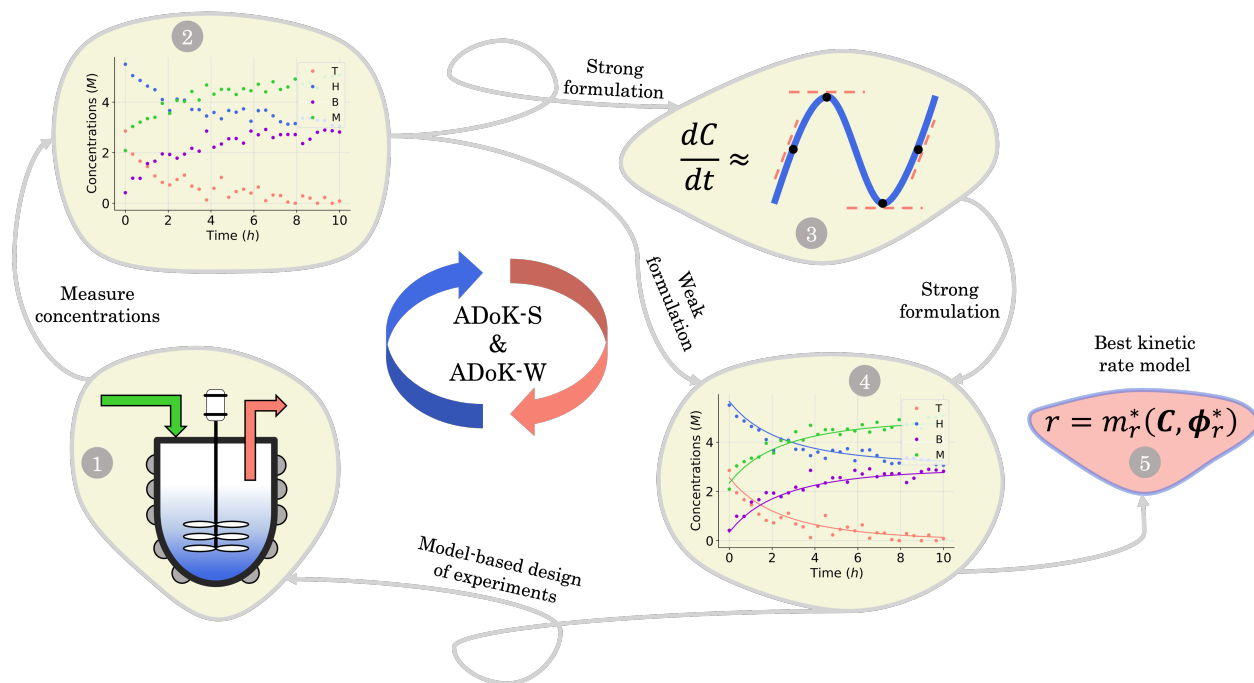 2
Concentrations (M)
4
2
0
0 2 4 6 8 10
Time (h)
T
H
B
M
Strong
formulation
dC
dt
≈
3
Measure
concentrations
ADoK-S
&
ADoK-W
Weak
formulation
Strong
formulation
1
4
Concentrations (M)
4
2
0
0 2 4 6 8 10
Time (h)
T
H
B
M
Best kinetic
rate model
r = m*r(C, ϕ*r)
5
Model-based design
of experiments